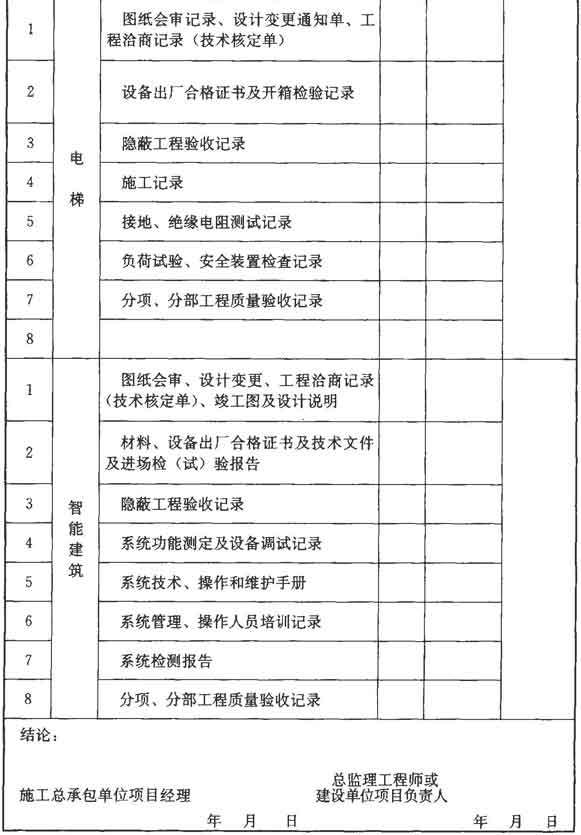 1 图纸会审记录、设计变更通知单、工
程洽商记录（技术核定单）
2 设备出厂合格证书及开箱检验记录
3 隐蔽工程验收记录
电梯
4 施工记录
5 接地、绝缘电阻测试记录
6 负荷试验、安全装置检查记录
7 分项、分部工程质量验收记录
8
1 图纸会审、设计变更、工程洽商记录
（技术核定单）、竣工图及设计说明
2 材料、设备出厂合格证书及技术文件
及进场检（试）验报告
3 隐蔽工程验收记录
智能建筑
4 系统功能测定及设备调试记录
5 系统技术、操作和维护手册
6 系统管理、操作人员培训记录
7 系统检测报告
8 分项、分部工程质量验收记录
结论：
总监理工程师或
施工总承包单位项目经理 建设单位项目负责人
年 月 日 年 月 日